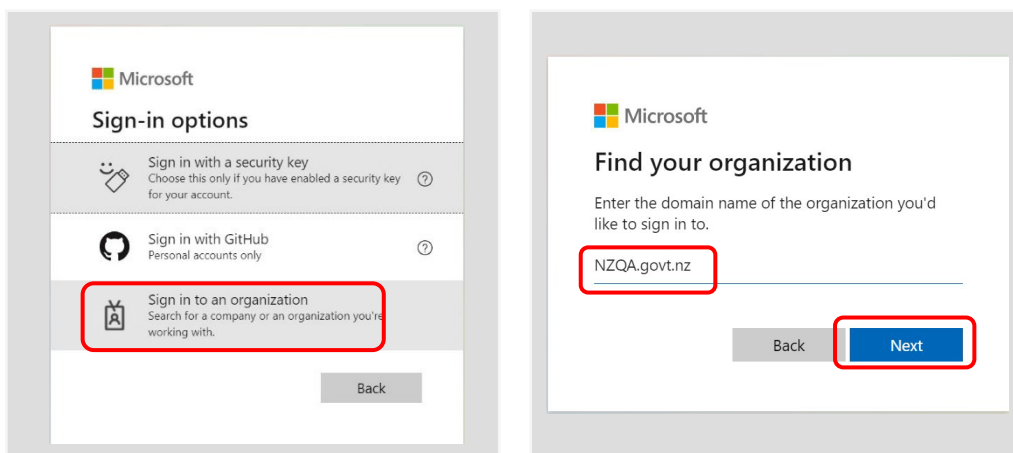 Microsoft
Sign-in options
Sign in with a security key
Choose this only if you have enabled a security key
for your account.
Sign in with GitHub
Personal accounts only
Sign in to an organization
Search for a company or an organization you're
working with.
Back
Microsoft
Find your organization
Enter the domain name of the organization you'd
like to sign in to.
NZQA.govt.nz
Back
Next